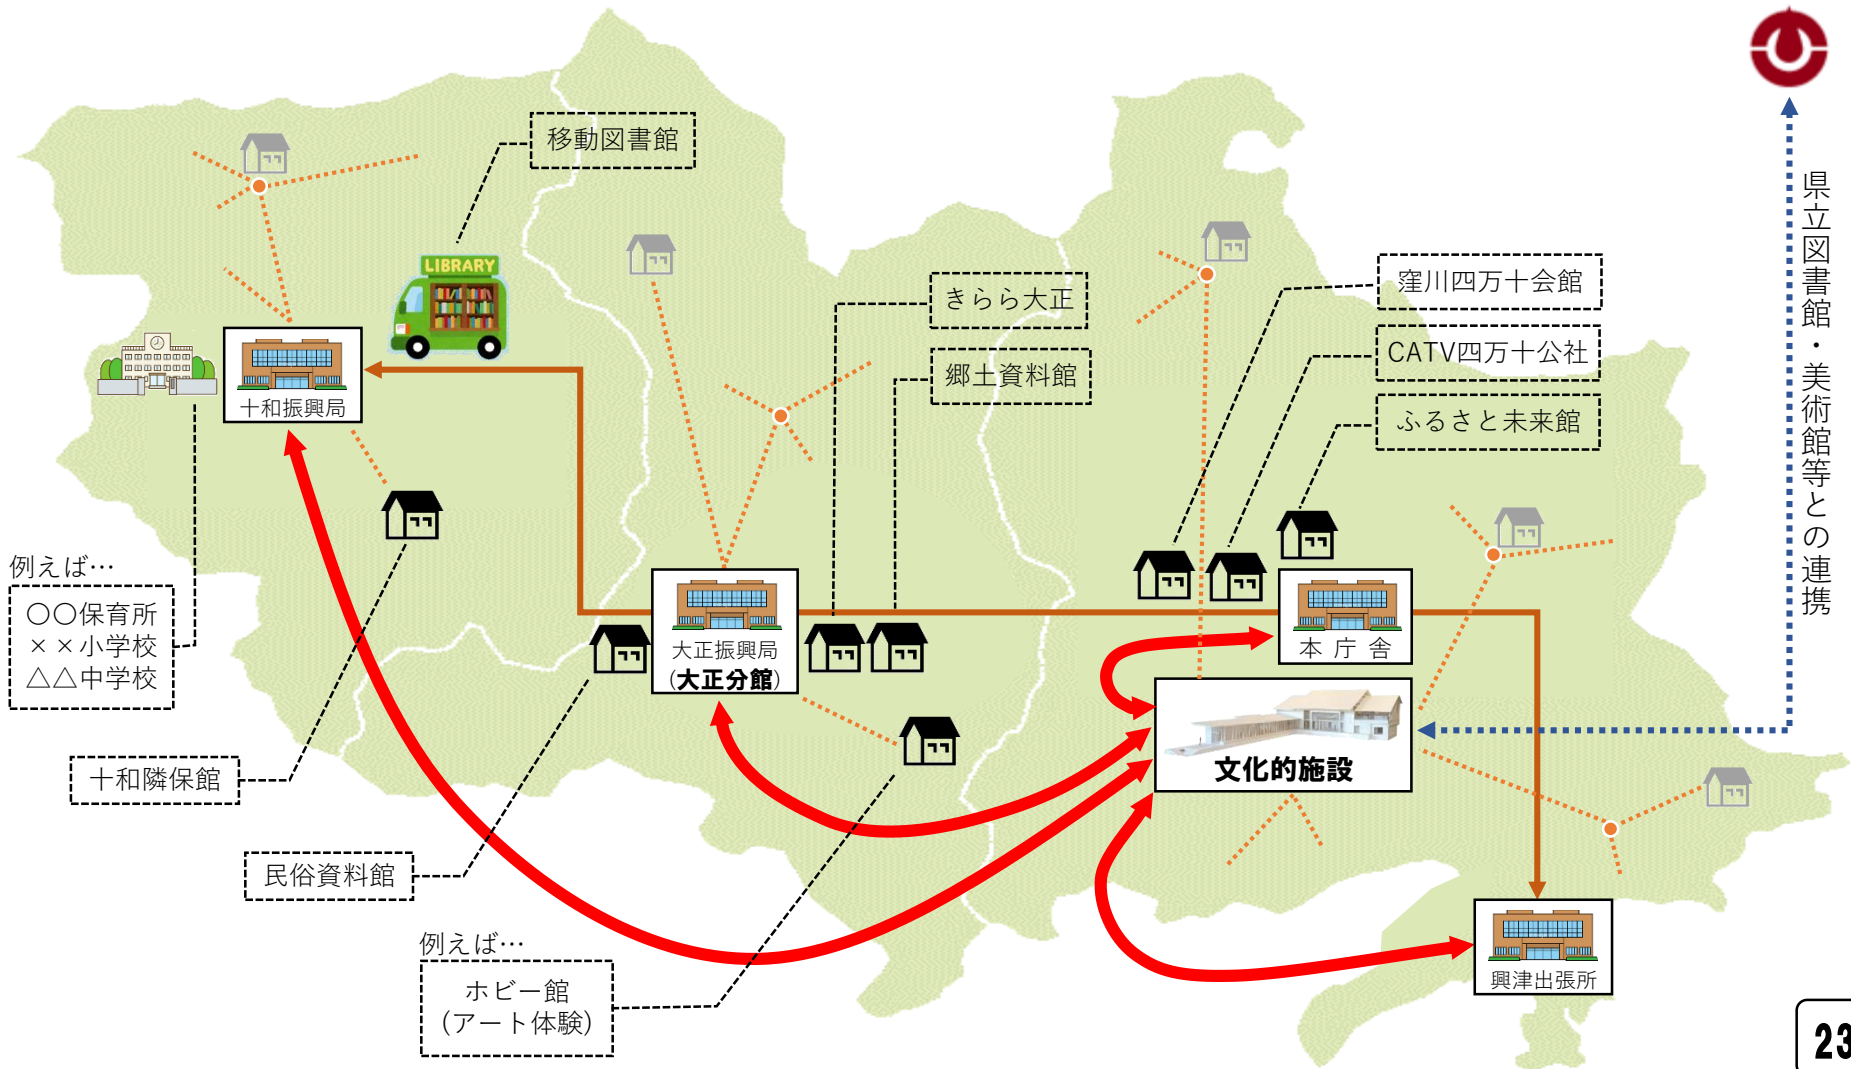 移動図書館
LIBRARY
きらら大正
郷土資料館
窪川四万十会館
CATV四万十公社
ふるさと未来館
県立図書館・美術館等との連携
十和振興局
例えば…
〇〇保育所
××小学校
△△中学校
大正振興局
(大正分館)
本庁舎
文化的施設
十和隣保館
民俗資料館
例えば…
ホビー館
(アート体験)
興津出張所
23